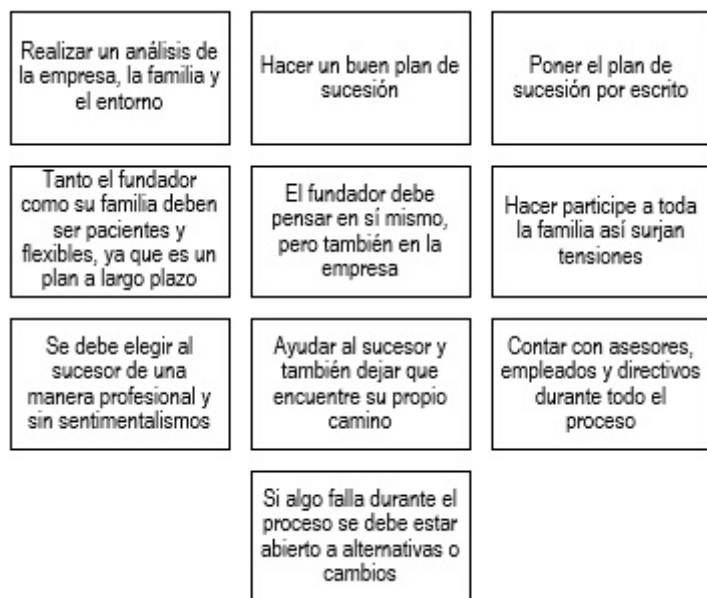 Realizar un análisis de
la empresa, la familia y
el entorno
Hacer un buen plan de
sucesión
Poner el plan de
sucesión por escrito
Tanto el fundador
como su familia deben
ser pacientes y
flexibles, ya que es un
plan a largo plazo
El fundador debe
pensar en sí mismo,
pero también en la
empresa
Hacer participe a toda
la familia así surjan
tensiones
Se debe elegir al
sucesor de una
manera profesional y
sin sentimentalismos
Ayudar al sucesor y
también dejar que
encuentre su propio
camino
Contar con asesores,
empleados y directivos
durante todo el
proceso
Si algo falla durante el
proceso se debe estar
abierto a alternativas o
cambios